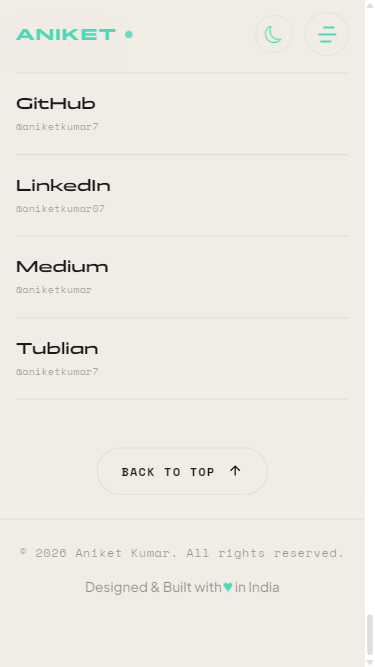 ANIKET
GitHub
@aniketkumar7
LinkedIn
@aniketkumar07
Medium
@aniketkumar
Tublian
@aniketkumar7
BACK TO TOP ↑
© 2026 Aniket Kumar. All rights reserved.
Designed & Built with♥in India